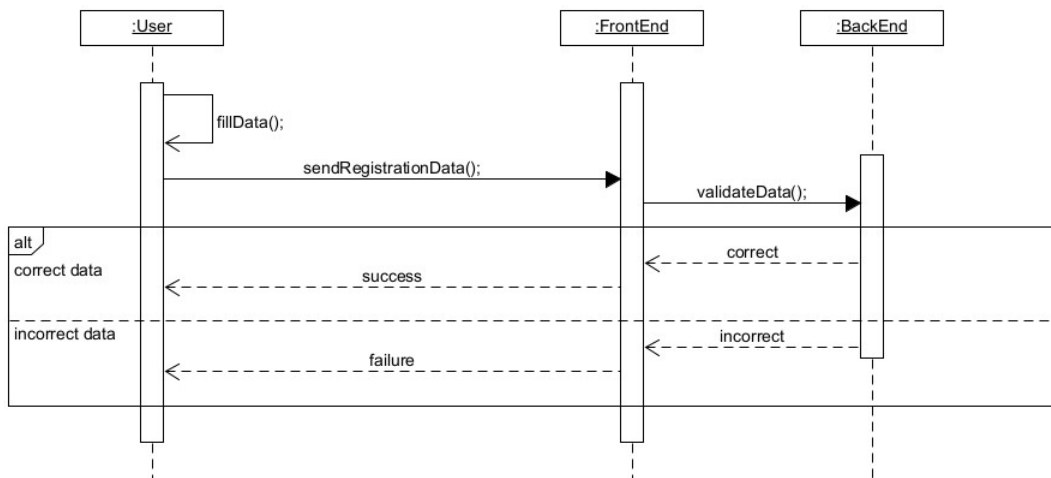 :User
:FrontEnd
:BackEnd
fillData();
sendRegistrationData();
validateData();
alt
correct data
correct
success
incorrect data
incorrect
failure